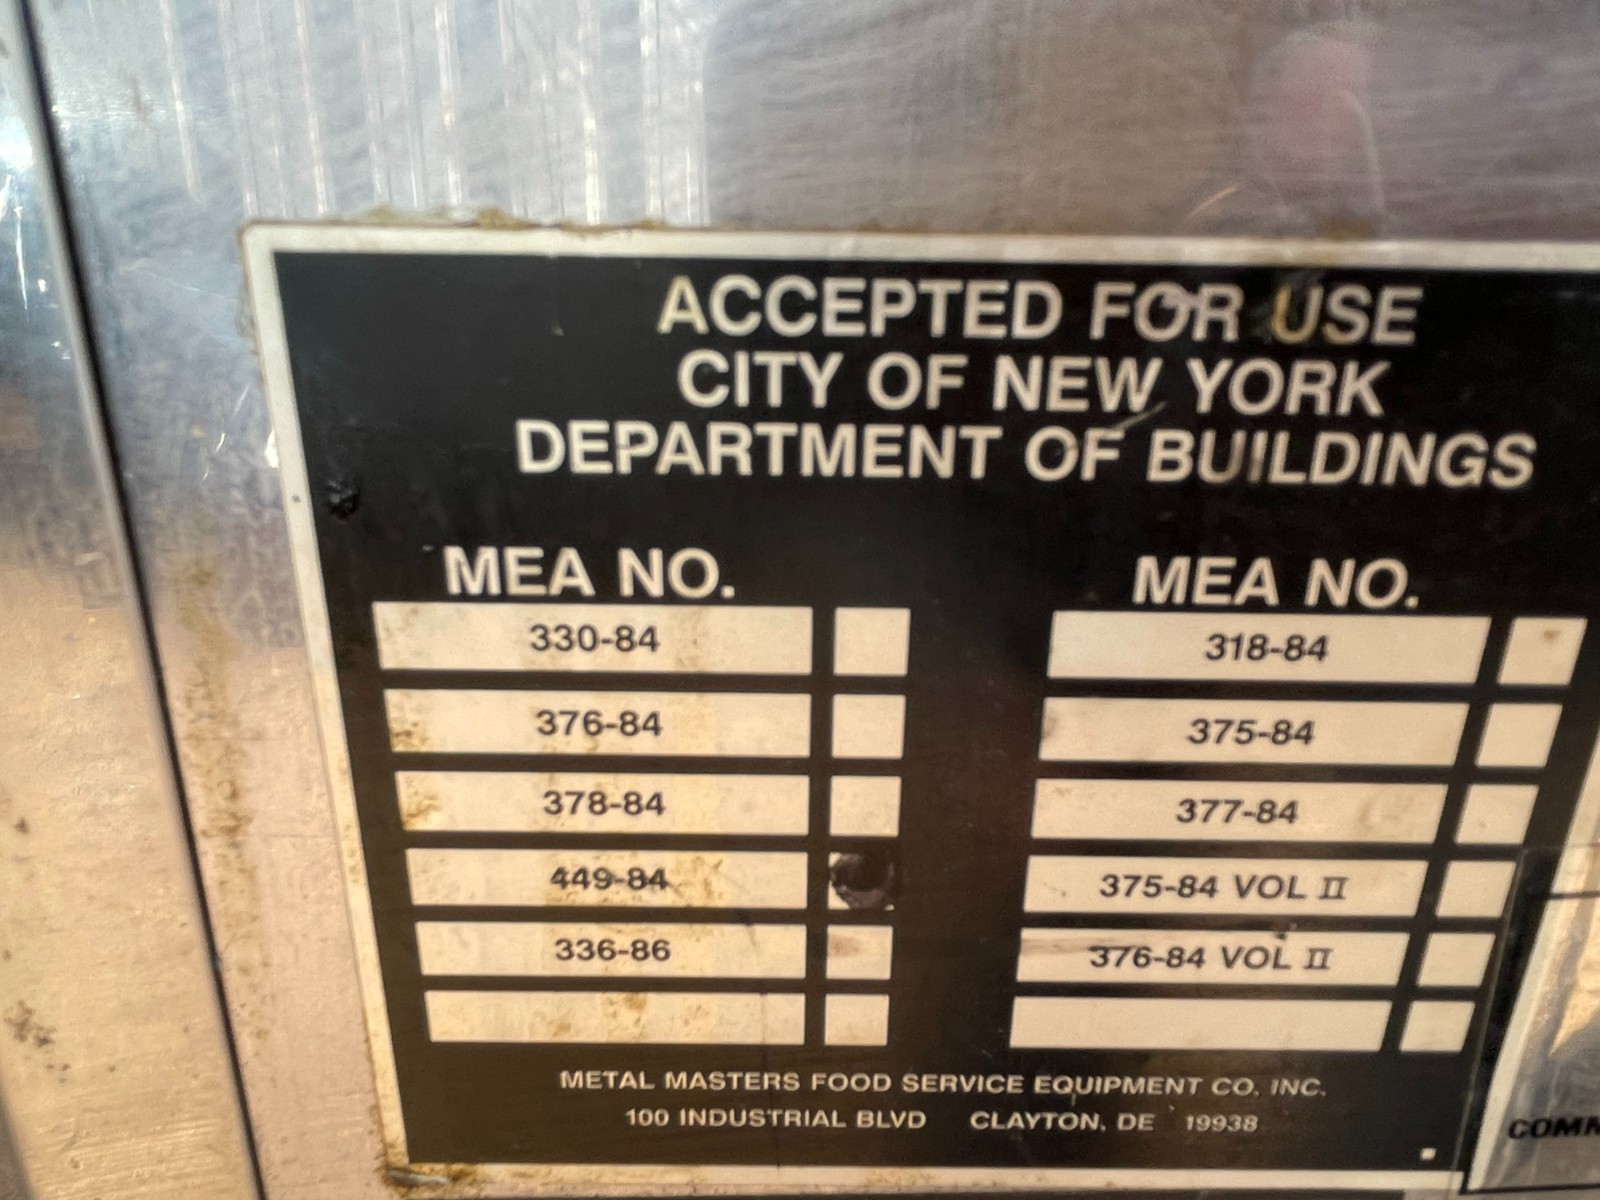 ACCEPTED FOR USE
CITY OF NEW YORK
DEPARTMENT OF BUILDINGS
MEA NO. MEA NO.
330-84 318-84
376-84 375-84
378-84 377-84
449-84 375-84 VOL II
336-86 376-84 VOL II
METAL MASTERS FOOD SERVICE EQUIPMENT CO. INC.
100 INDUSTRIAL BLVD CLAYTON, DE 19938